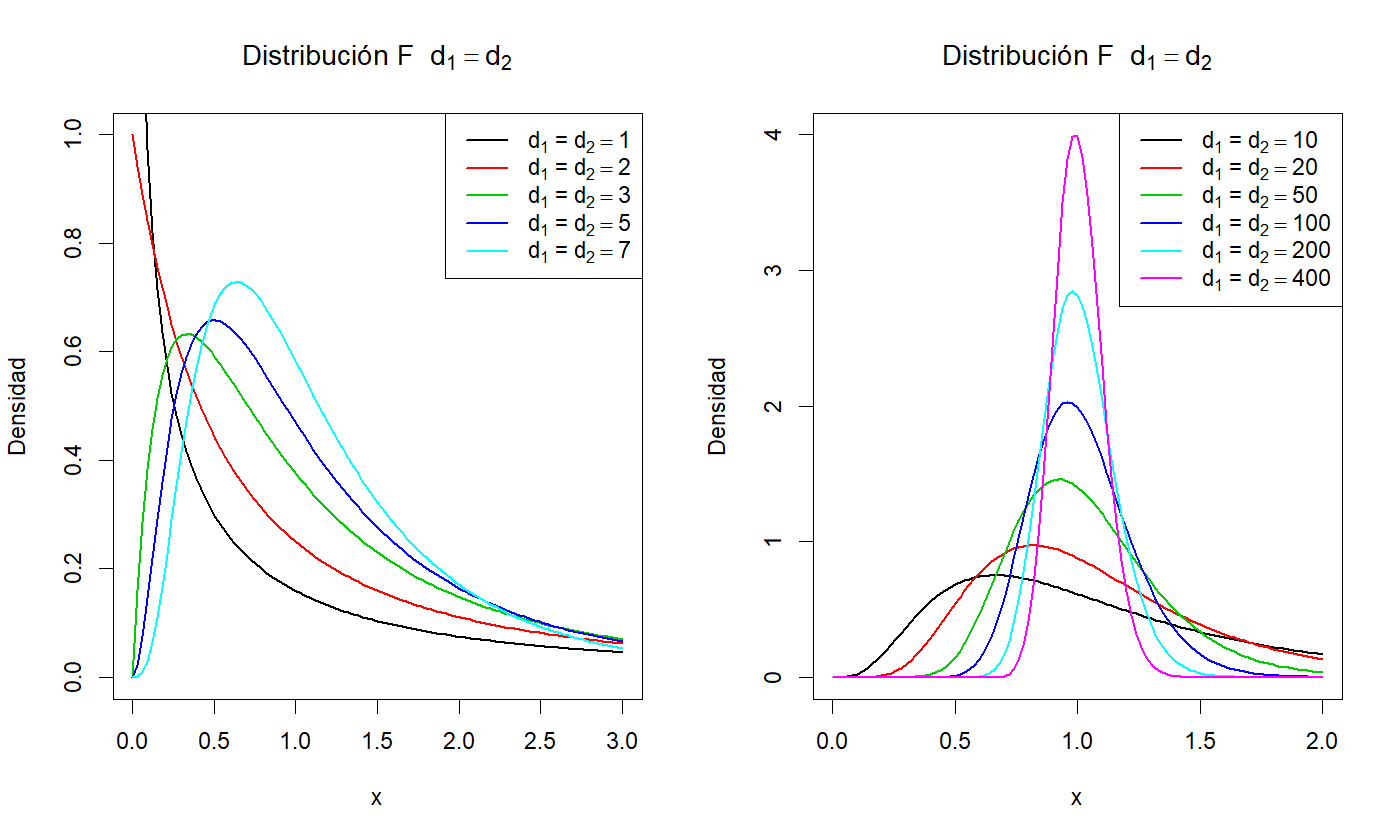 Distribución F d₁ = d₂
Densidad
1.0
0.8
0.6
0.4
0.2
0.0
d₁ = d₂ = 1
d₁ = d₂ = 2
d₁ = d₂ = 3
d₁ = d₂ = 5
d₁ = d₂ = 7
0.0 0.5 1.0 1.5 2.0 2.5 3.0
x
Distribución F d₁ = d₂
Densidad
4
3
2
1
0
d₁ = d₂ = 10
d₁ = d₂ = 20
d₁ = d₂ = 50
d₁ = d₂ = 100
d₁ = d₂ = 200
d₁ = d₂ = 400
0.0 0.5 1.0 1.5 2.0
x